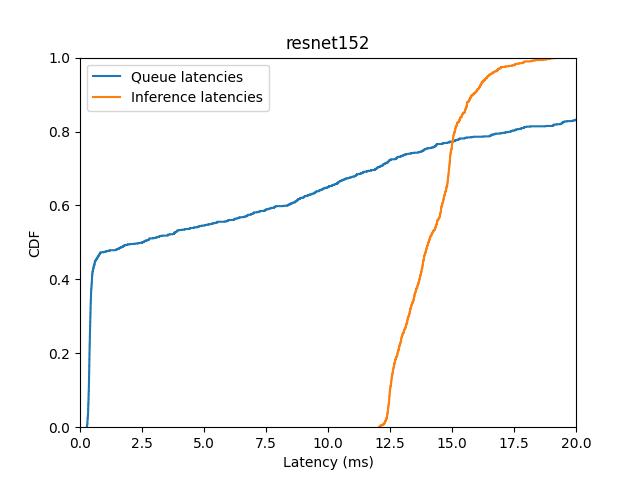 resnet152
Queue latencies
Inference latencies
CDF
1.0
0.8
0.6
0.4
0.2
0.0
0.0 2.5 5.0 7.5 10.0 12.5 15.0 17.5 20.0
Latency (ms)